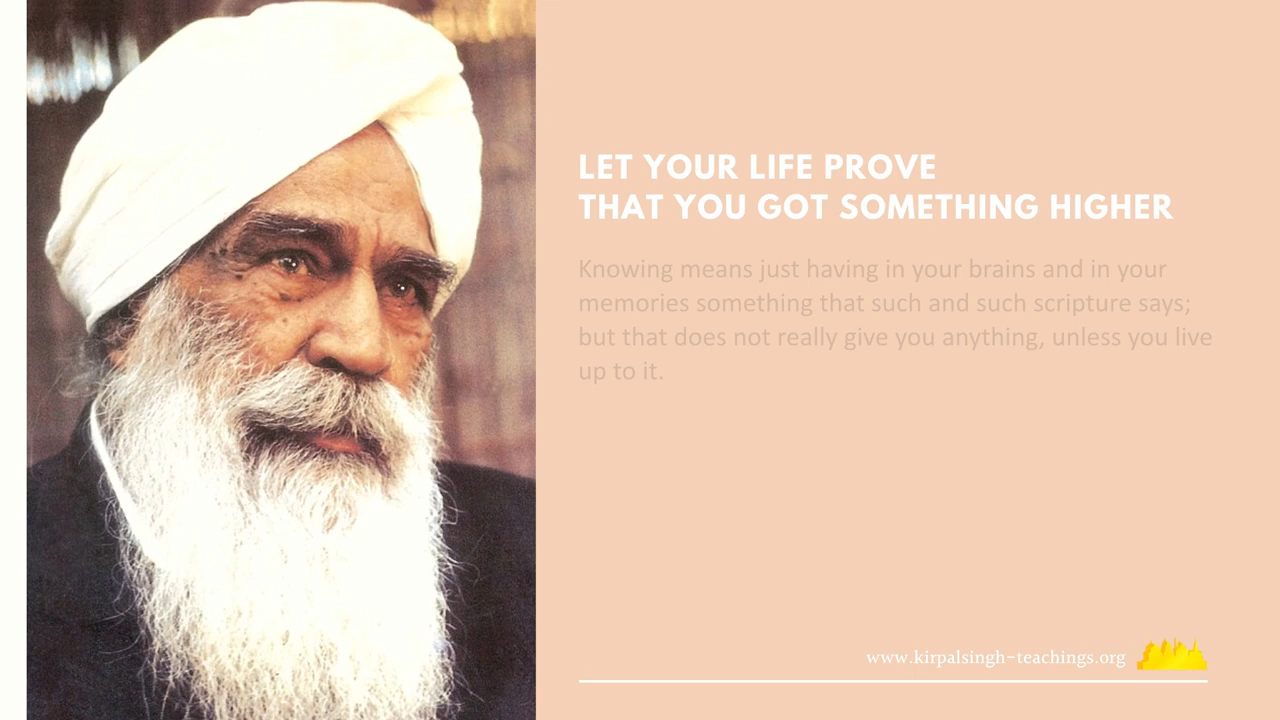 LET YOUR LIFE PROVE
THAT YOU GOT SOMETHING HIGHER
Knowing means just having in your brains and in your
memories something that such and such scripture says;
but that does not really give you anything, unless you live
up to it.
www.kirpalsingh-teachings.org